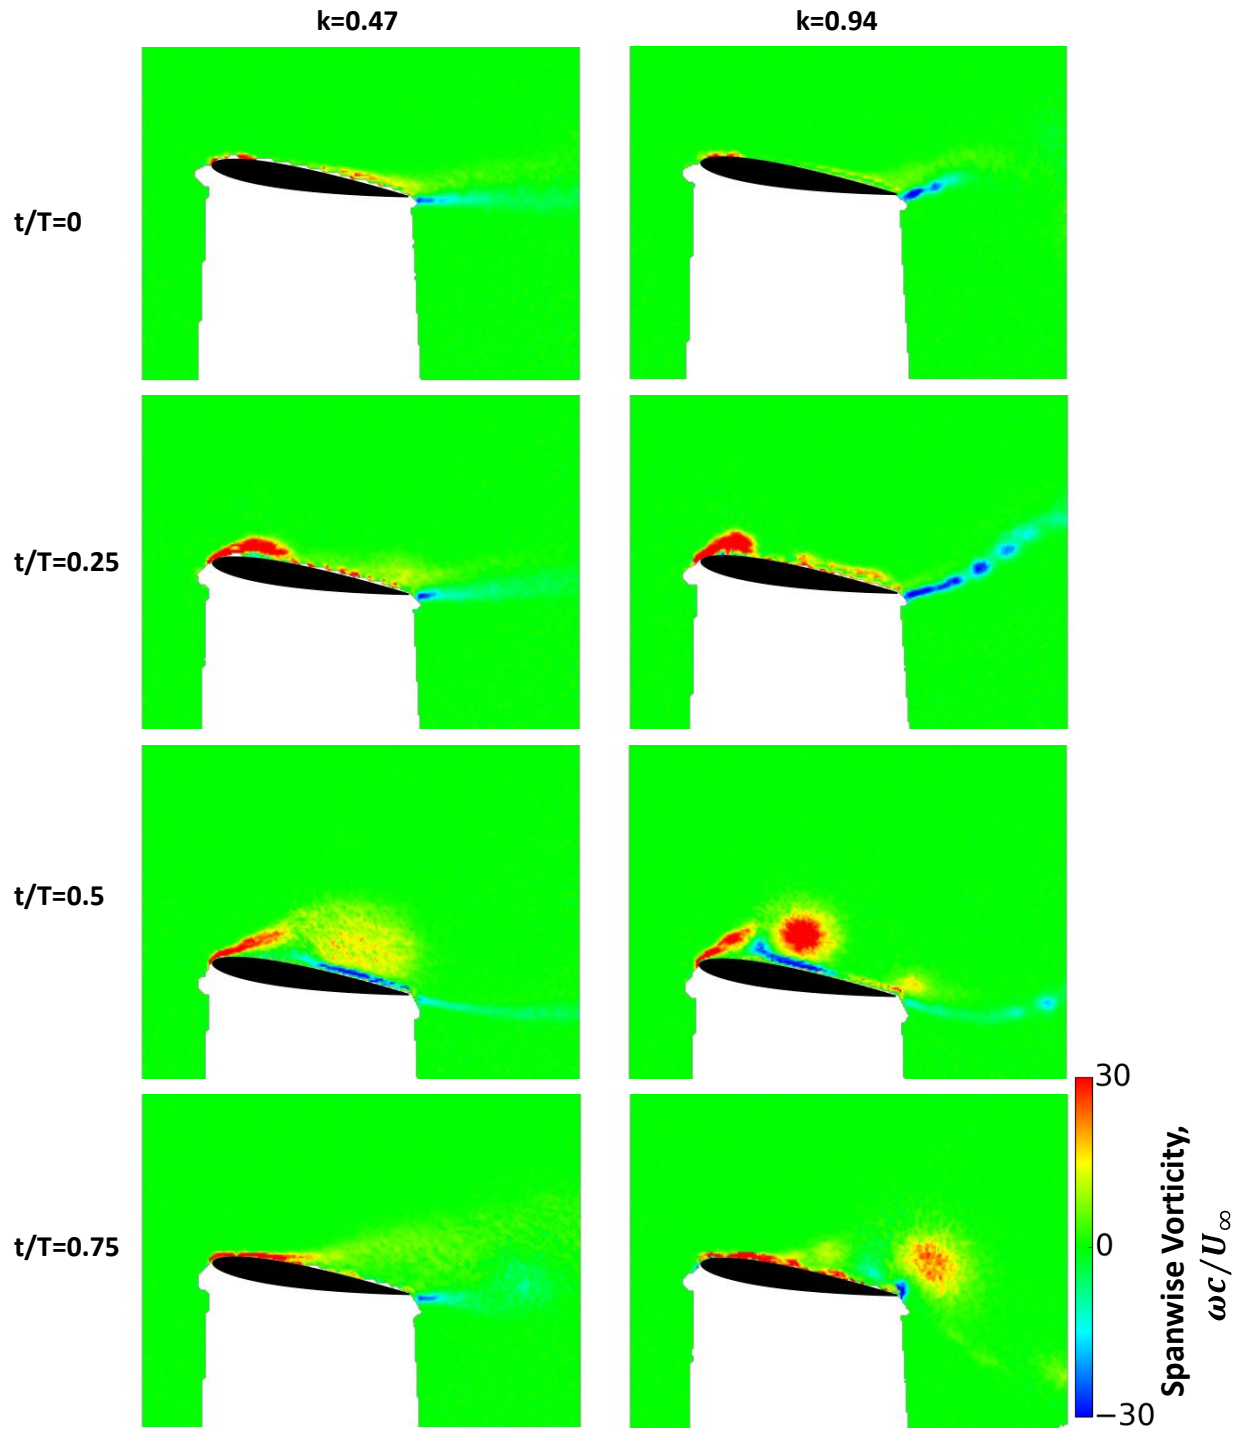 k=0.47 k=0.94
t/T=0
t/T=0.25
t/T=0.5
t/T=0.75
30
0
−30
Spanwise Vorticity,
ωc/U∞